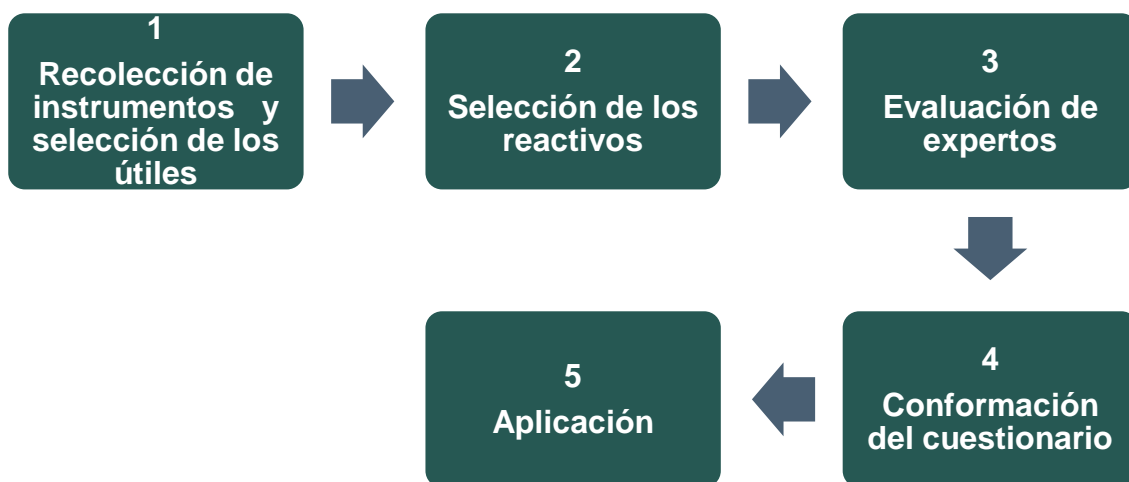 1
Recolección de
instrumentos y
selección de los
útiles
2
Selección de los
reactivos
3
Evaluación de
expertos
4
Conformación
del cuestionario
5
Aplicación